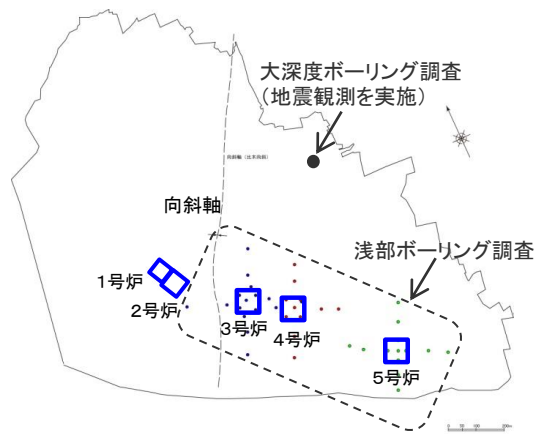 大深度ボーリング調査
(地震観測を実施)
向斜軸
浅部ボーリング調査
1号炉
2号炉
3号炉
4号炉
5号炉